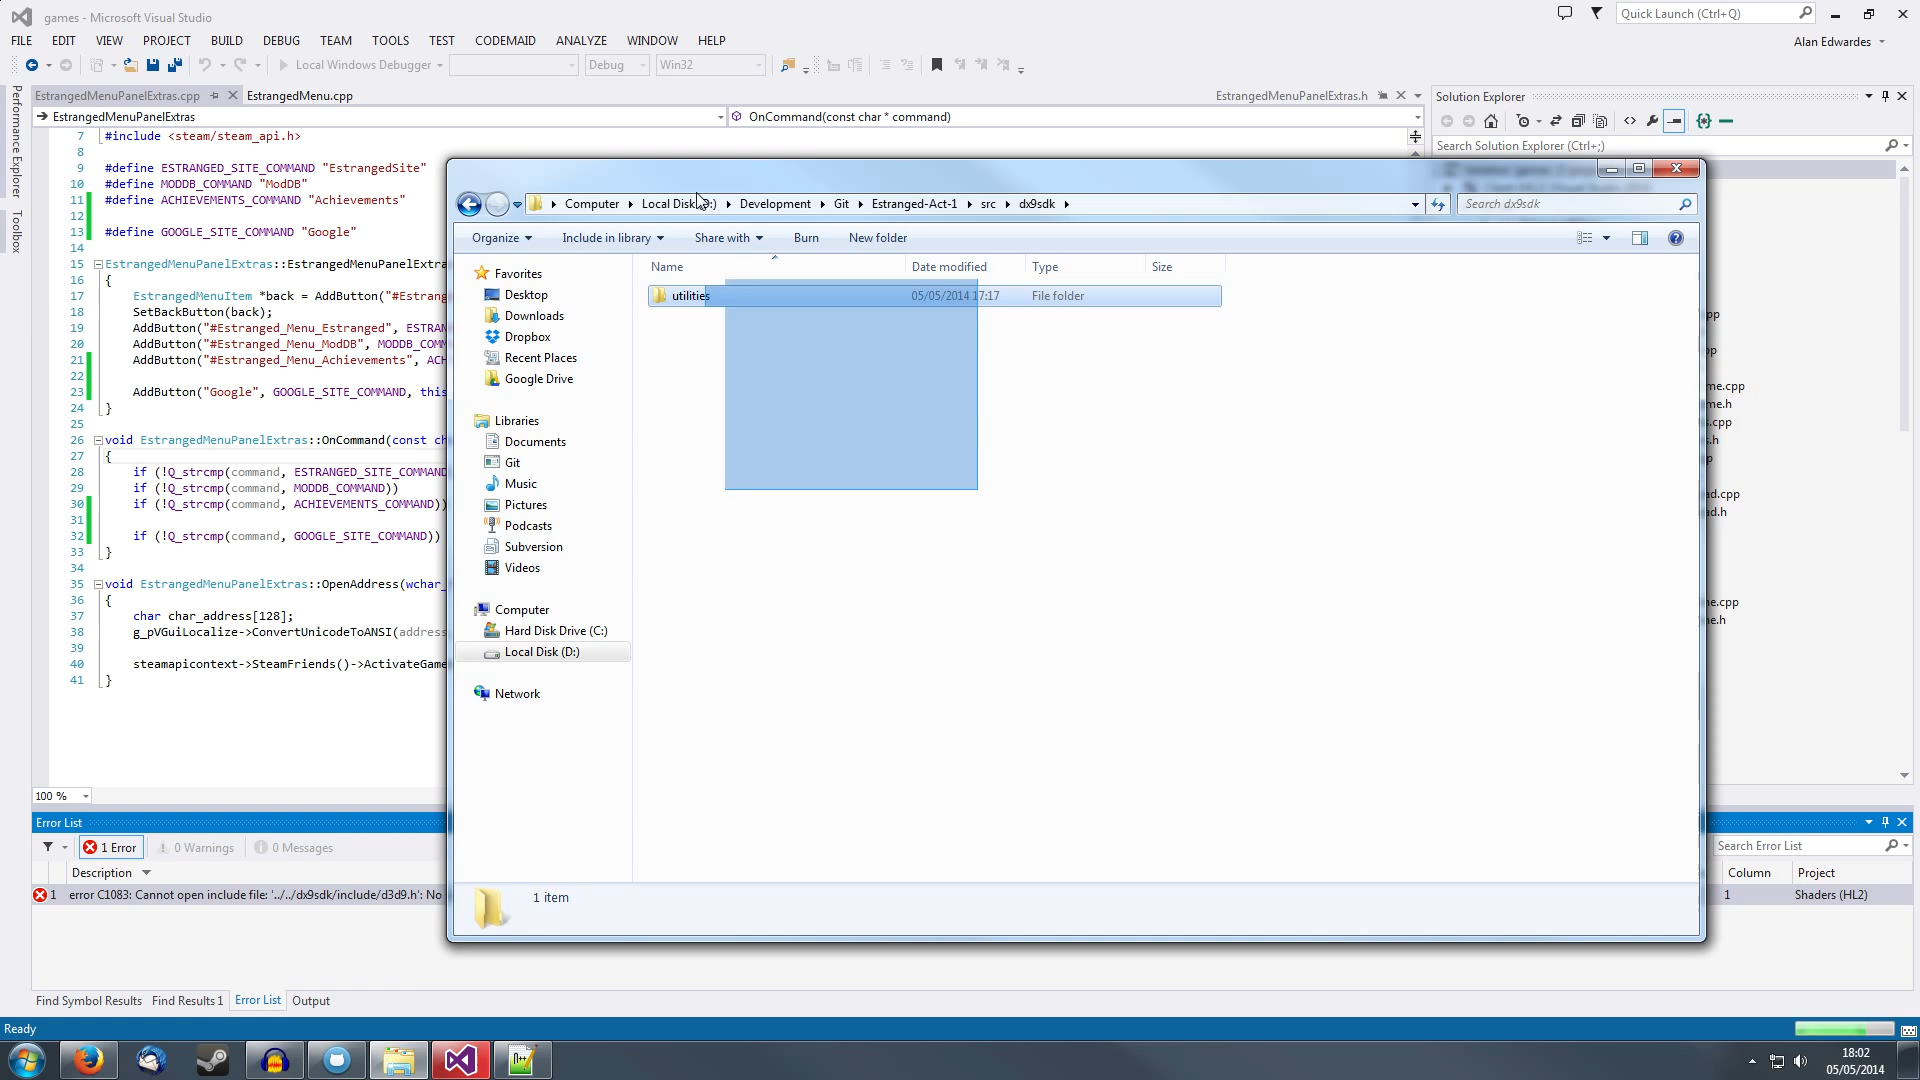 games - Microsoft Visual Studio
Quick Launch (Ctrl+Q)
FILE EDIT VIEW PROJECT BUILD DEBUG TEAM TOOLS TEST CODEMAID ANALYZE WINDOW HELP
Alan Edwardes
Local Windows Debugger Debug Win32
Performance Explorer
Toolbox
EstrangedMenuPanelExtras.cpp EstrangedMenu.cpp EstrangedMenuPanelExtras.h
EstrangedMenuPanelExtras OnCommand(const char * command)
7 #include <steam/steam_api.h>
8
9 #define ESTRANGED_SITE_COMMAND "EstrangedSite"
10 #define MODDB_COMMAND "ModDB"
11 #define ACHIEVEMENTS_COMMAND "Achievements"
12
13 #define GOOGLE_SITE_COMMAND "Google"
14
15 EstrangedMenuPanelExtras::EstrangedMenuPanelExtra
16 {
17 EstrangedMenuItem *back = AddButton("#Estrang
18 SetBackButton(back);
19 AddButton("#Estranged_Menu_Estranged", ESTRAN
20 AddButton("#Estranged_Menu_ModDB", MODDB_COMM
21 AddButton("#Estranged_Menu_Achievements", ACH
22
23 AddButton("Google", GOOGLE_SITE_COMMAND, this
24 }
25
26 void EstrangedMenuPanelExtras::OnCommand(const ch
27 {
28 if (!Q_strcmp(command, ESTRANGED_SITE_COMMAND
29 if (!Q_strcmp(command, MODDB_COMMAND))
30 if (!Q_strcmp(command, ACHIEVEMENTS_COMMAND))
31
32 if (!Q_strcmp(command, GOOGLE_SITE_COMMAND))
33 }
34
35 void EstrangedMenuPanelExtras::OpenAddress(wchar_
36 {
37 char char_address[128];
38 g_pVGuiLocalize->ConvertUnicodeToANSI(address
39
40 steamapicontext->SteamFriends()->ActivateGame
41 }
100 %
Solution Explorer
Search Solution Explorer (Ctrl+;)
pp
pp
me.cpp
me.h
s.cpp
s.h
p
ad.cpp
ad.h
ne.cpp
ne.h
Computer Local Disk (D:) Development Git Estranged-Act-1 src dx9sdk
Search dx9sdk
Organize Include in library Share with Burn New folder
Name Date modified Type Size
utilities 05/05/2014 17:17 File folder
Favorites
Desktop
Downloads
Dropbox
Recent Places
Google Drive
Libraries
Documents
Git
Music
Pictures
Podcasts
Subversion
Videos
Computer
Hard Disk Drive (C:)
Local Disk (D:)
Network
1 item
Error List
1 Error 0 Warnings 0 Messages
Search Error List
Description Column Project
1 error C1083: Cannot open include file: '../../dx9sdk/include/d3d9.h': No 1 Shaders (HL2)
Find Symbol Results Find Results 1 Error List Output
Ready
18:02
05/05/2014